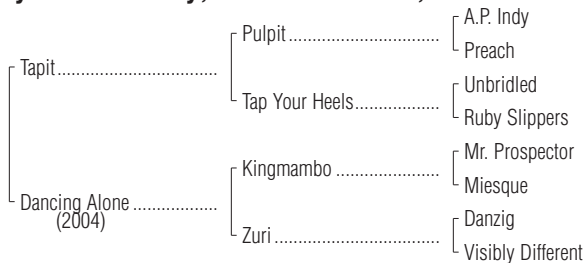 A.P. Indy
Pulpit
Preach
Tapit
Unbridled
Tap Your Heels
Ruby Slippers
Mr. Prospector
Kingmambo
Miesque
Dancing Alone
(2004)
Danzig
Zuri
Visibly Different